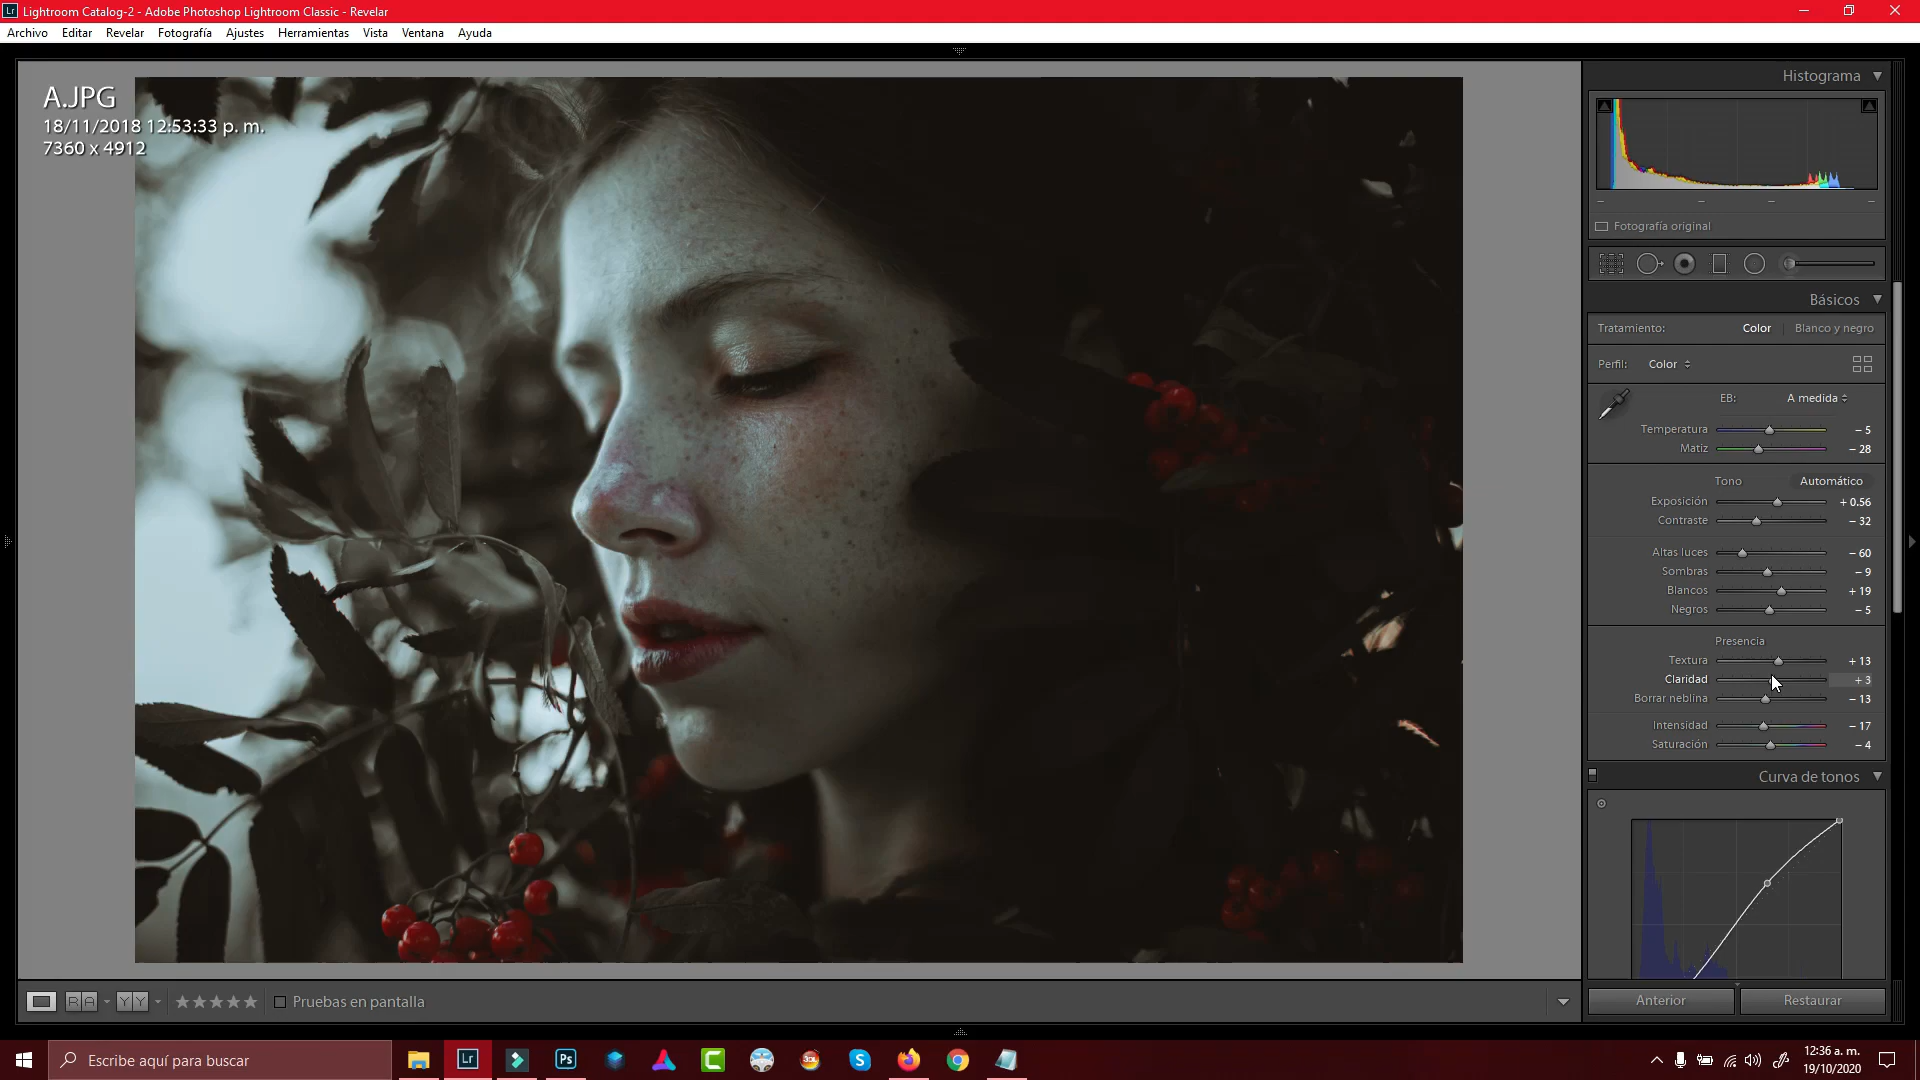 Lightroom Catalog-2 - Adobe Photoshop Lightroom Classic - Revelar
Archivo Editar Revelar Fotografía Ajustes Herramientas Vista Ventana Ayuda
A.JPG
18/11/2018 12:53:33 p. m.
7360 x 4912
Histograma
Fotografía original
Básicos
Tratamiento: Color Blanco y negro
Perfil: Color
EB: A medida
Temperatura – 5
Matiz – 28
Tono Automático
Exposición + 0.56
Contraste – 32
Altas luces – 60
Sombras – 9
Blancos + 19
Negros – 5
Presencia
Textura + 13
Claridad + 3
Borrar neblina – 13
Intensidad – 17
Saturación – 4
Curva de tonos
R A Y Y Pruebas en pantalla
Anterior Restaurar
Escribe aquí para buscar
Lr
Ps
12:36 a. m.
19/10/2020